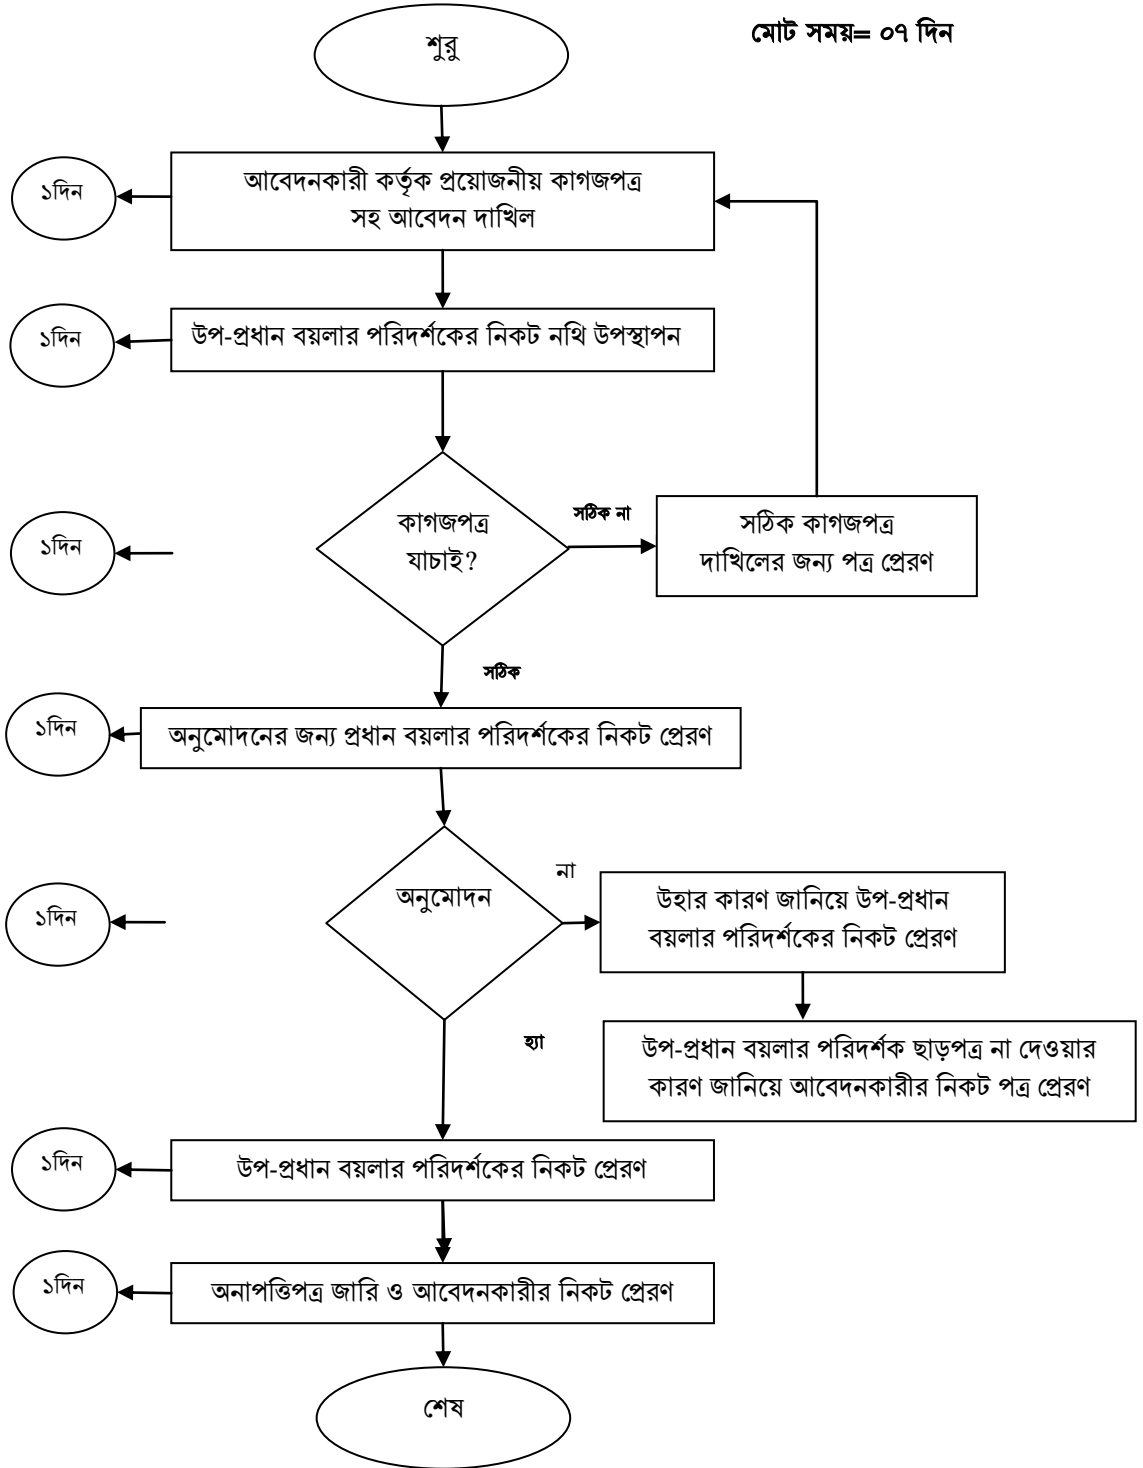 মোট সময়= ০৭ দিন
শুরু
১দিন
আবেদনকারী কর্তৃক প্রয়োজনীয় কাগজপত্র
সহ আবেদন দাখিল
১দিন
উপ-প্রধান বয়লার পরিদর্শকের নিকট নথি উপস্থাপন
১দিন
কাগজপত্র
যাচাই?
সঠিক না
সঠিক কাগজপত্র
দাখিলের জন্য পত্র প্রেরণ
সঠিক
১দিন
অনুমোদনের জন্য প্রধান বয়লার পরিদর্শকের নিকট প্রেরণ
১দিন
অনুমোদন
না
উহার কারণ জানিয়ে উপ-প্রধান
বয়লার পরিদর্শকের নিকট প্রেরণ
হ্যা
উপ-প্রধান বয়লার পরিদর্শক ছাড়পত্র না দেওয়ার
কারণ জানিয়ে আবেদনকারীর নিকট পত্র প্রেরণ
১দিন
উপ-প্রধান বয়লার পরিদর্শকের নিকট প্রেরণ
১দিন
অনাপত্তিপত্র জারি ও আবেদনকারীর নিকট প্রেরণ
শেষ